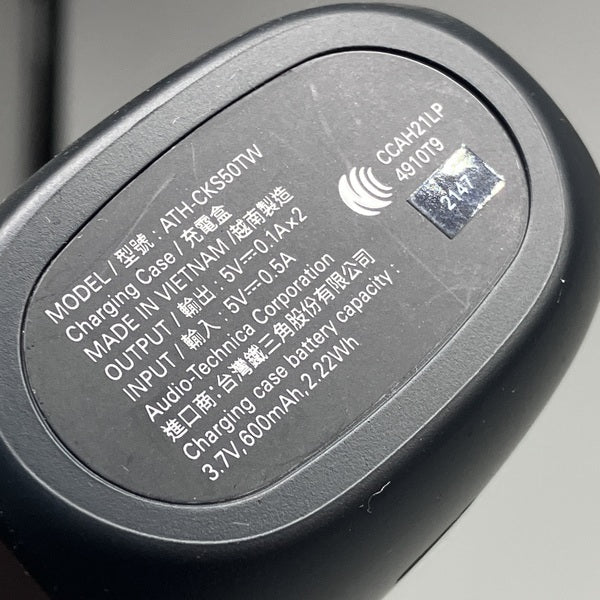 MODEL / 型號 : ATH-CKS50TW
Charging Case / 充電盒
MADE IN VIETNAM /越南製造
OUTPUT / 輸出 : 5V⎓0.1A×2
INPUT / 輸入 : 5V⎓0.5A
Audio-Technica Corporation
進口商 : 台灣鐵三角股份有限公司
Charging case battery capacity :
3.7V, 600mAh, 2.22Wh
CCAH21LP
4910T9
2147